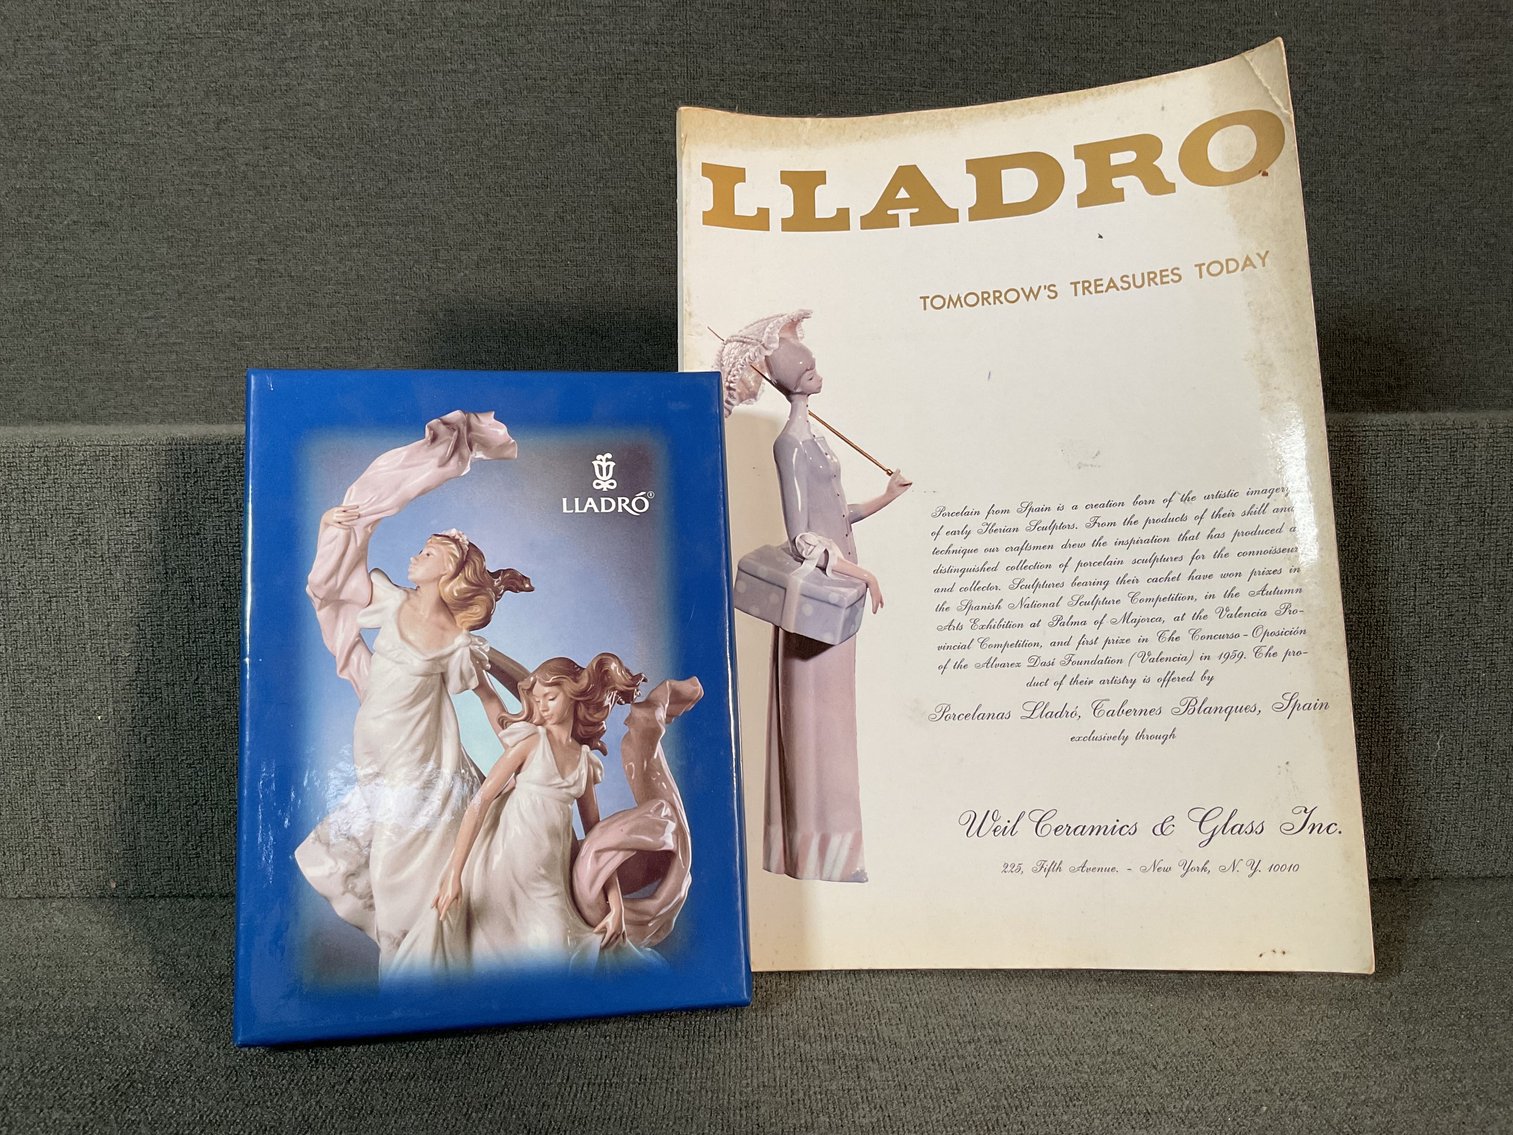 LLADRÓ®
LLADRO
TOMORROW'S TREASURES TODAY
Porcelain from Spain is a creation born of the artistic imagery
of early Iberian Sculptors. From the products of their skill and
technique our craftsmen drew the inspiration that has produced a
distinguished collection of porcelain sculptures for the connoisseur
and collector. Sculptures bearing their cachet have won prizes in
the Spanish National Sculpture Competition, in the Autumn
Arts Exhibition at Palma of Majorca, at the Valencia Pro-
vincial Competition, and first prize in The Concurso-Oposición
of the Alvarez Dasí Foundation (Valencia) in 1959. The pro-
duct of their artistry is offered by
Porcelanas Lladró, Tabernes Blanques, Spain
exclusively through
Weil Ceramics & Glass Inc.
225, Fifth Avenue. - New York, N.Y. 10010